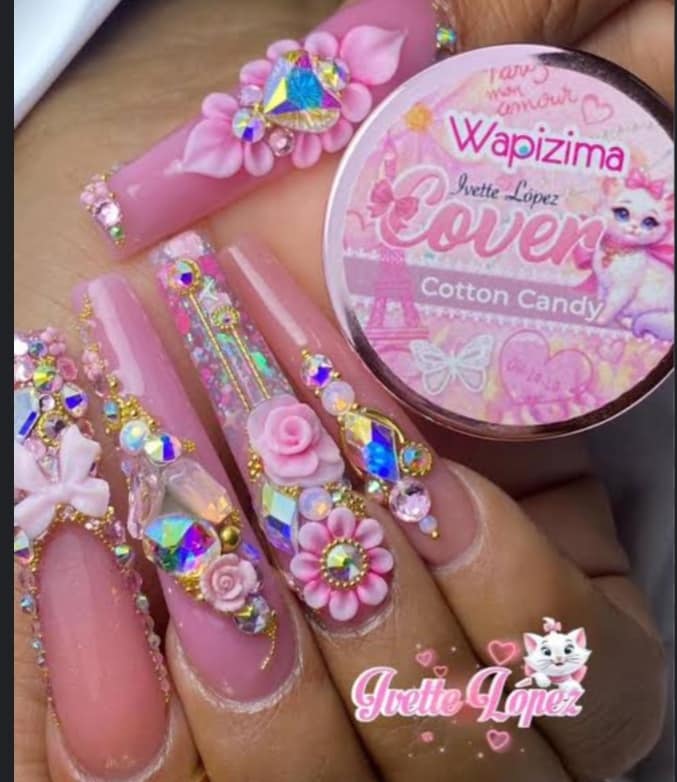 Paris
mon
amour
Wapizima
Ivette López
Cover
Cotton Candy
Ivette López